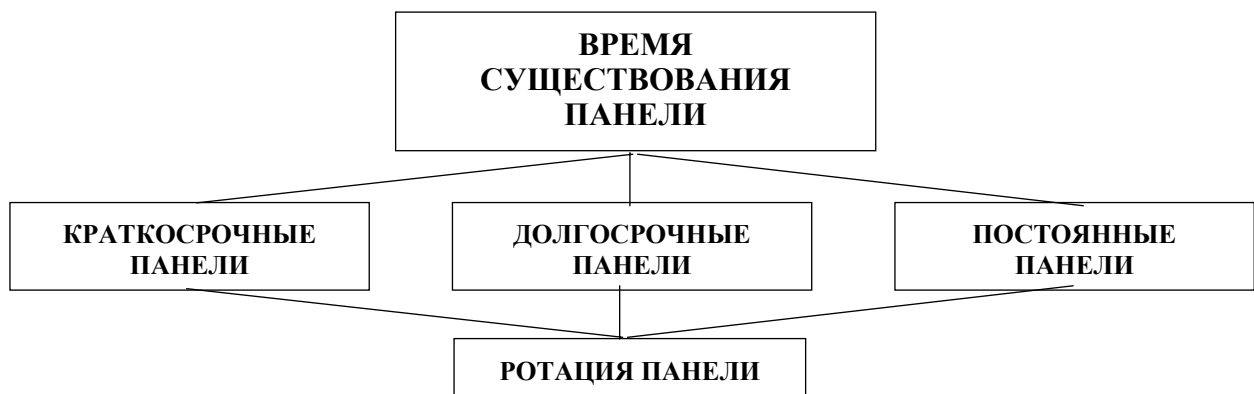 ВРЕМЯ
СУЩЕСТВОВАНИЯ
ПАНЕЛИ
КРАТКОСРОЧНЫЕ
ПАНЕЛИ
ДОЛГОСРОЧНЫЕ
ПАНЕЛИ
ПОСТОЯННЫЕ
ПАНЕЛИ
РОТАЦИЯ ПАНЕЛИ